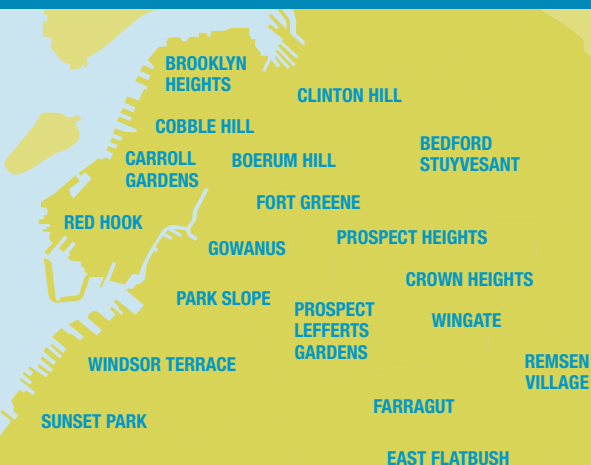 BROOKLYN
HEIGHTS
CLINTON HILL
COBBLE HILL
BEDFORD
STUYVESANT
CARROLL
GARDENS
BOERUM HILL
FORT GREENE
RED HOOK
GOWANUS
PROSPECT HEIGHTS
CROWN HEIGHTS
PARK SLOPE
PROSPECT
LEFFERTS
GARDENS
WINGATE
WINDSOR TERRACE
REMSEN
VILLAGE
FARRAGUT
SUNSET PARK
EAST FLATBUSH